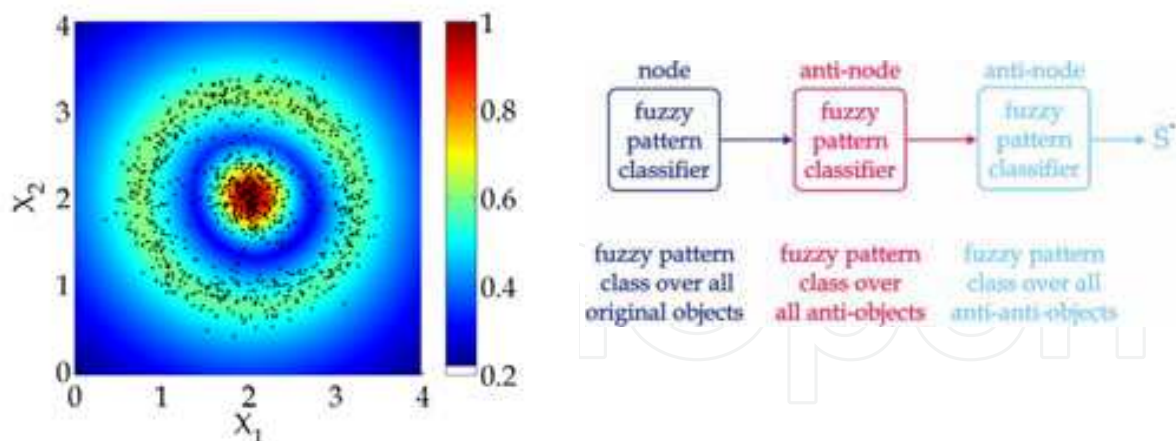 4
3
2
1
0
X2
0
1
2
3
4
X1
1
0.8
0.6
0.4
0.2
node
anti-node
anti-node
fuzzy
pattern
classifier
fuzzy
pattern
classifier
fuzzy
pattern
classifier
fuzzy pattern
class over all
original objects
fuzzy pattern
class over
all anti-objects
fuzzy pattern
class over all
anti-anti-objects